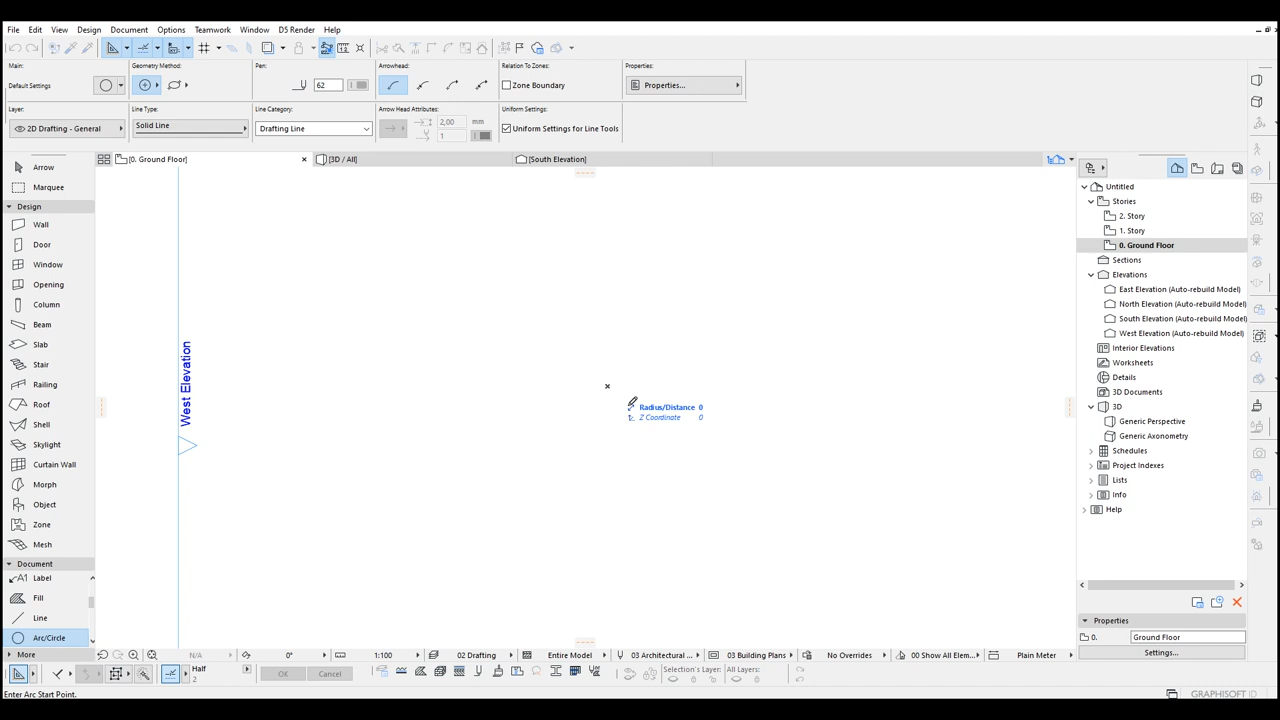 File Edit View Design Document Options Teamwork Window D5 Render Help
Main: Geometry Method: Pen: Arrowhead: Relation To Zones: Properties:
Default Settings 62 Zone Boundary Properties...
Layer: Line Type: Line Category: Arrow Head Attributes: Uniform Settings:
2D Drafting - General Solid Line Drafting Line 2,00 mm Uniform Settings for Line Tools
1
[0. Ground Floor] [3D / All] [South Elevation]
Arrow
Marquee
Design
Wall
Door
Window
Opening
Column
Beam
Slab
Stair
Railing
Roof
Shell
Skylight
Curtain Wall
Morph
Object
Zone
Mesh
Document
A1 Label
Fill
Line
Arc/Circle
More
West Elevation
Radius/Distance 0
Z Coordinate 0
Untitled
Stories
2. Story
1. Story
0. Ground Floor
Sections
Elevations
East Elevation (Auto-rebuild Model)
North Elevation (Auto-rebuild Model)
South Elevation (Auto-rebuild Model)
West Elevation (Auto-rebuild Model)
Interior Elevations
Worksheets
Details
3D Documents
3D
Generic Perspective
Generic Axonometry
Schedules
Project Indexes
Lists
Info
Help
Properties
0. Ground Floor
Settings...
N/A 0° 1:100 02 Drafting Entire Model 03 Architectural ... 03 Building Plans No Overrides 00 Show All Elem... Plain Meter
Half
2
OK Cancel Selection's Layer: All Layers:
Enter Arc Start Point.
GRAPHISOFT ID